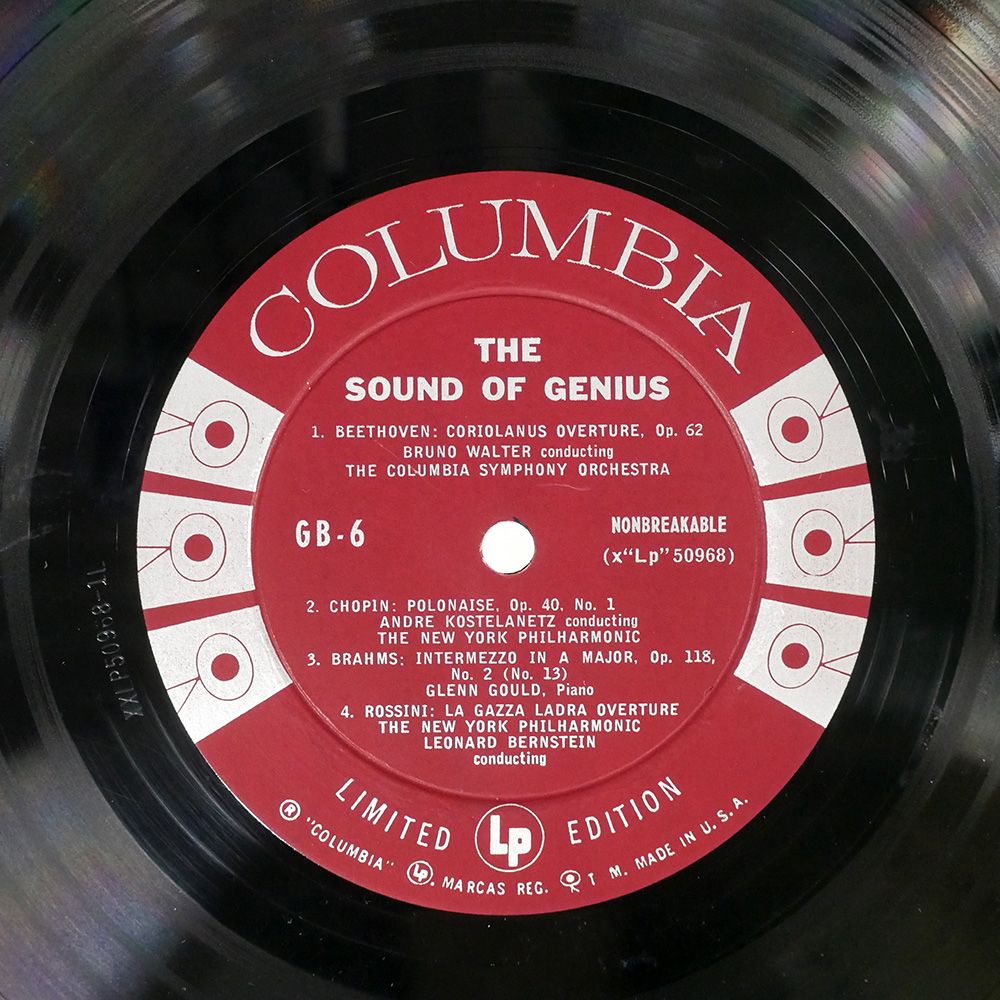 COLUMBIA
THE
SOUND OF GENIUS
1. BEETHOVEN: CORIOLANUS OVERTURE, Op. 62
BRUNO WALTER conducting
THE COLUMBIA SYMPHONY ORCHESTRA
GB-6
NONBREAKABLE
(x"Lp" 50968)
2. CHOPIN: POLONAISE, Op. 40, No. 1
ANDRE KOSTELANETZ conducting
THE NEW YORK PHILHARMONIC
3. BRAHMS: INTERMEZZO IN A MAJOR, Op. 118,
No. 2 (No. 13)
GLENN GOULD, Piano
4. ROSSINI: LA GAZZA LADRA OVERTURE
THE NEW YORK PHILHARMONIC
LEONARD BERNSTEIN
conducting
LIMITED Lp EDITION
® "COLUMBIA" Lp. MARCAS REG. T M. MADE IN U.S.A.